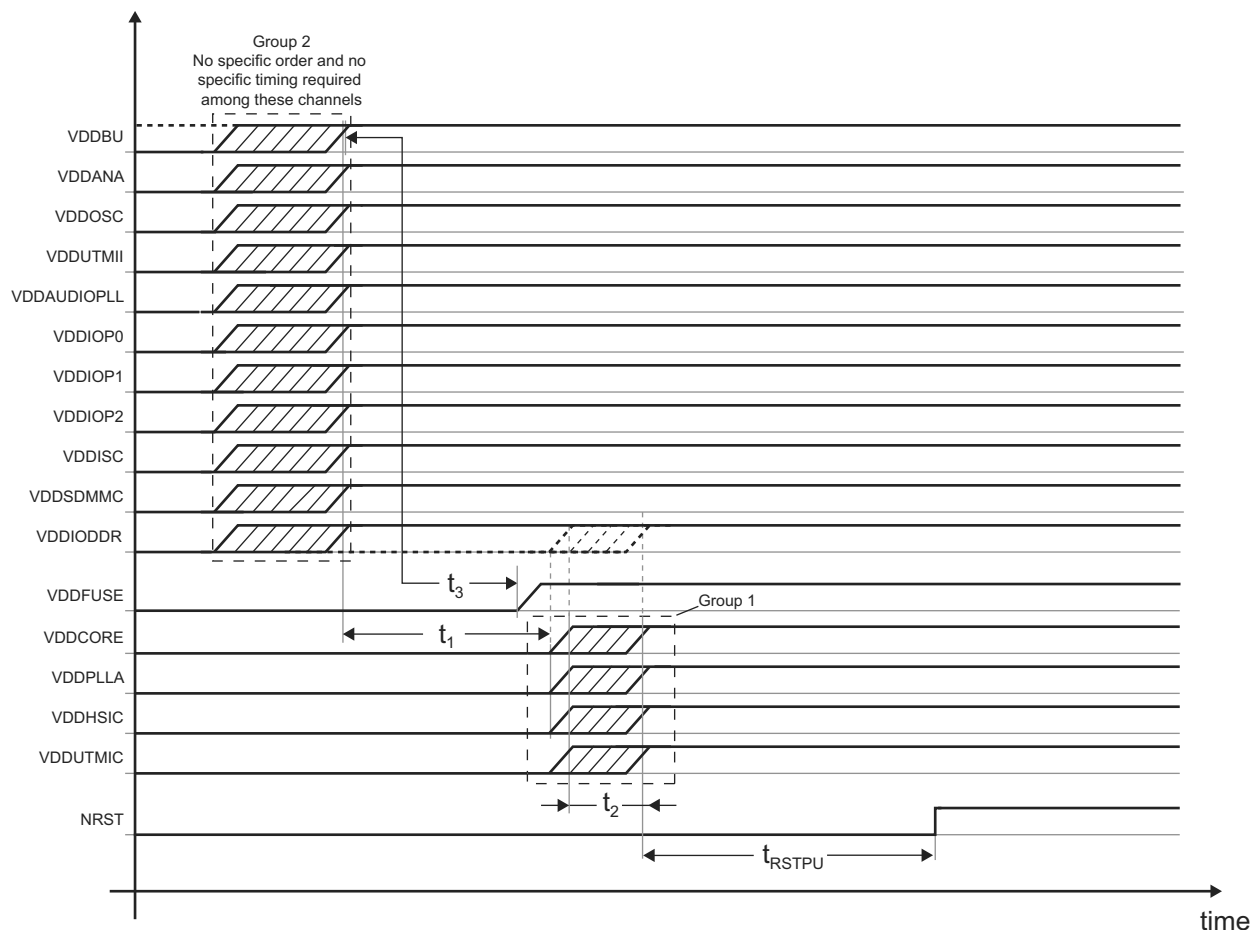 Group 2
No specific order and no
specific timing required
among these channels
VDDBU
VDDANA
VDDOSC
VDDUTMII
VDDAUDIOPLL
VDDIOP0
VDDIOP1
VDDIOP2
VDDISC
VDDSDMMC
VDDIODDR
t3
VDDFUSE
Group 1
t1
VDDCORE
VDDPLLA
VDDHSIC
VDDUTMIC
t2
NRST
tRSTPU
time